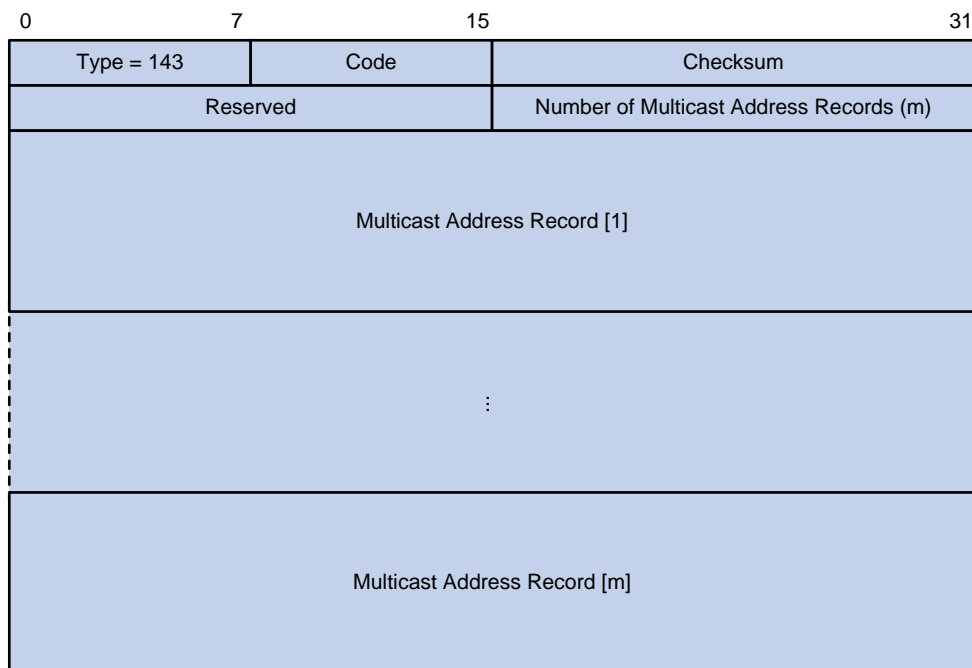 0 7 15 31
Type = 143 Code Checksum
Reserved Number of Multicast Address Records (m)
Multicast Address Record [1]
⋮
Multicast Address Record [m]